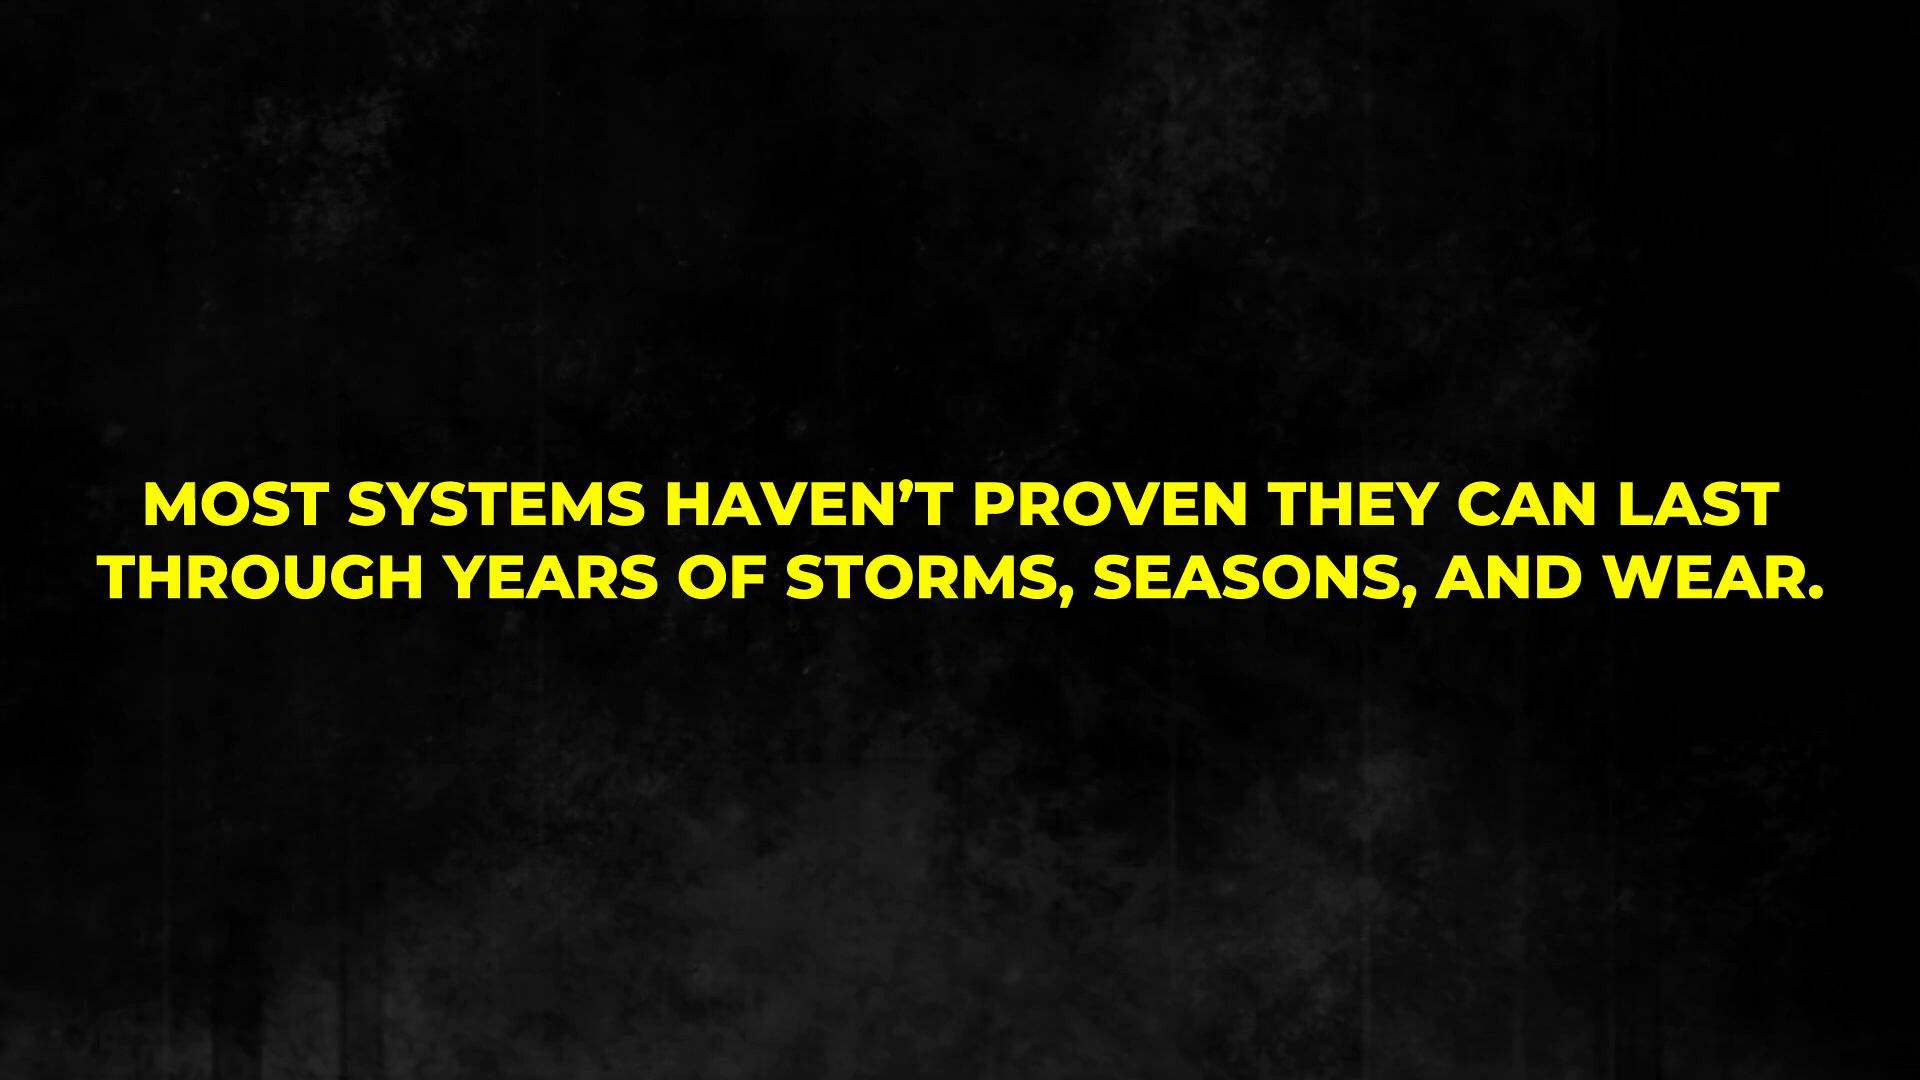 MOST SYSTEMS HAVEN’T PROVEN THEY CAN LAST
THROUGH YEARS OF STORMS, SEASONS, AND WEAR.